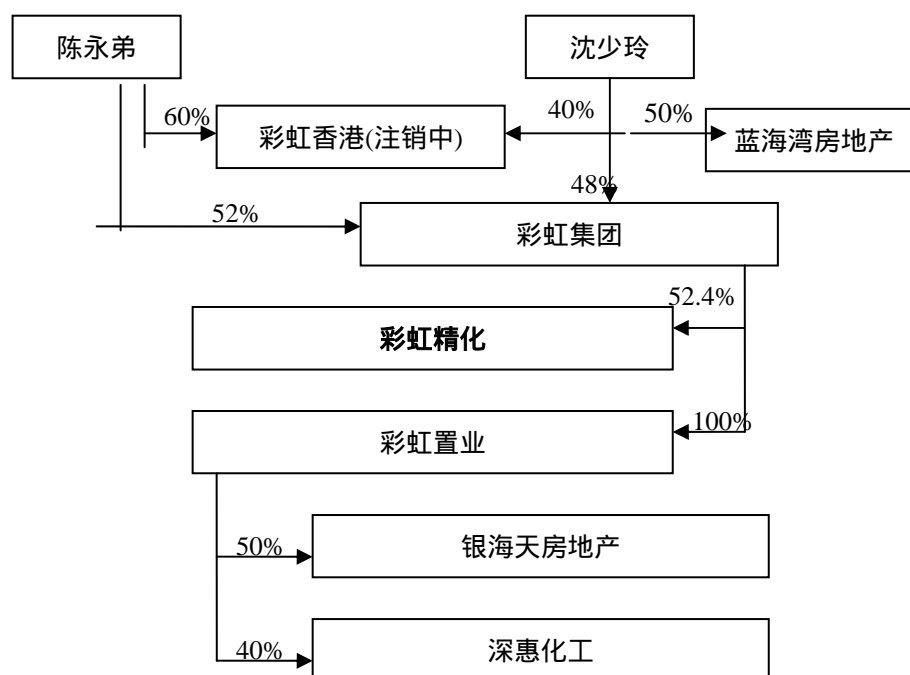 陈永弟
沈少玲
60%
彩虹香港(注销中)
40%
50%
蓝海湾房地产
48%
52%
彩虹集团
52.4%
彩虹精化
100%
彩虹置业
50%
银海天房地产
40%
深惠化工